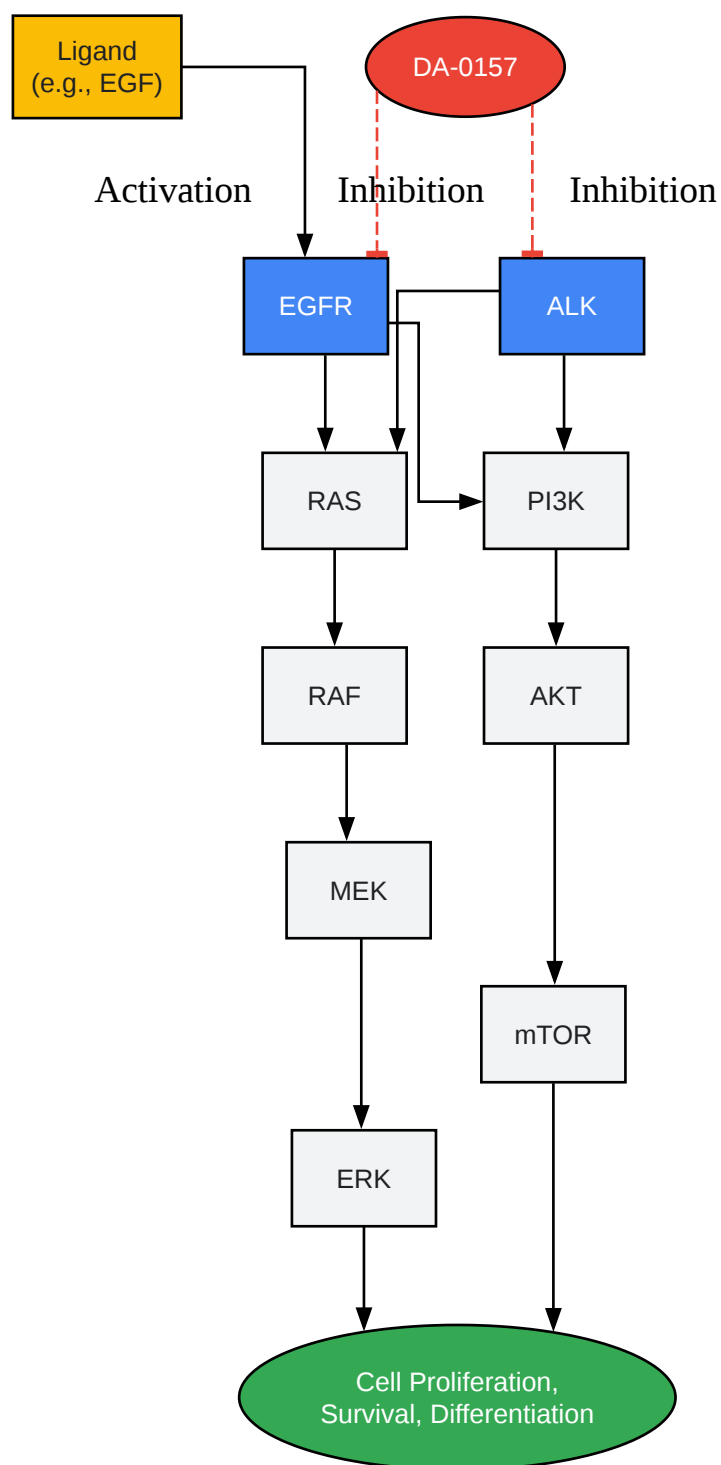 Ligand
(e.g., EGF)
DA-0157
Activation
Inhibition
Inhibition
EGFR
ALK
RAS
PI3K
RAF
AKT
MEK
mTOR
ERK
Cell Proliferation,
Survival, Differentiation